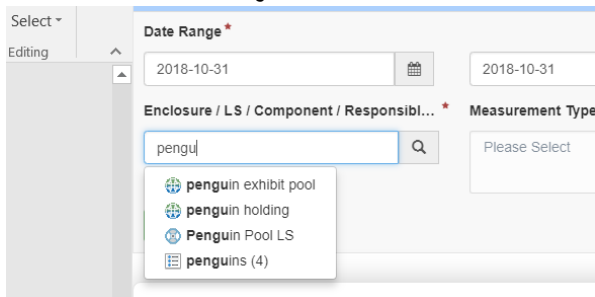 Select
Editing
Date Range *
2018-10-31
2018-10-31
Enclosure / LS / Component / Responsibl... *
Measurement Type
pengu
Please Select
penguin exhibit pool
penguin holding
Penguin Pool LS
penguins (4)